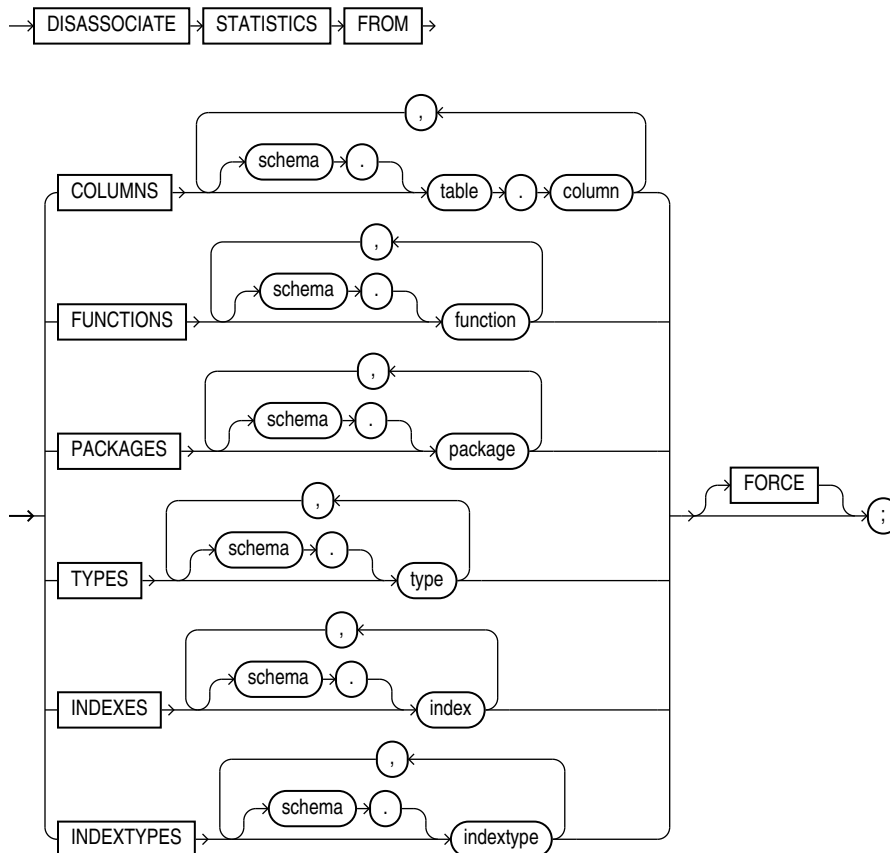 DISASSOCIATE STATISTICS FROM
,
schema .
COLUMNS table . column
,
schema .
FUNCTIONS function
,
schema .
PACKAGES package
FORCE
;
,
schema .
TYPES type
,
schema .
INDEXES index
,
schema .
INDEXTYPES indextype